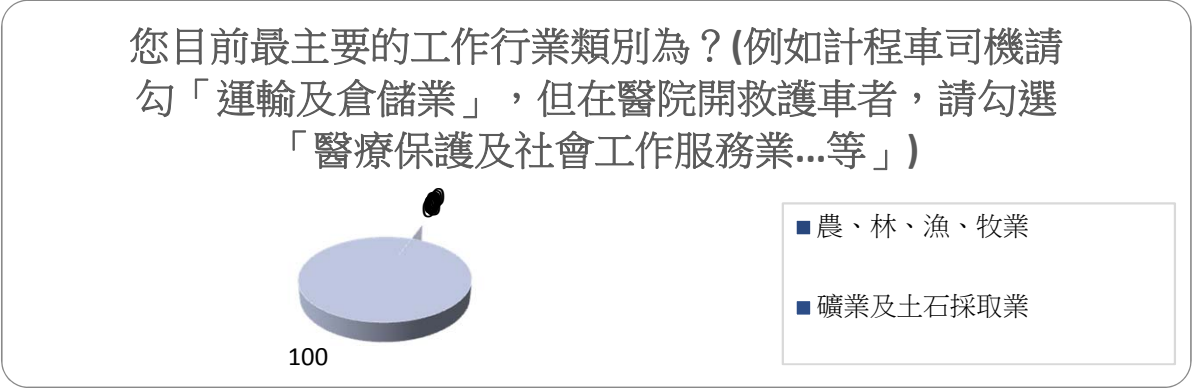 您目前最主要的工作行業類別為？(例如計程車司機請
勾「運輸及倉儲業」，但在醫院開救護車者，請勾選
「醫療保護及社會工作服務業...等」)
農、林、漁、牧業
礦業及土石採取業
100